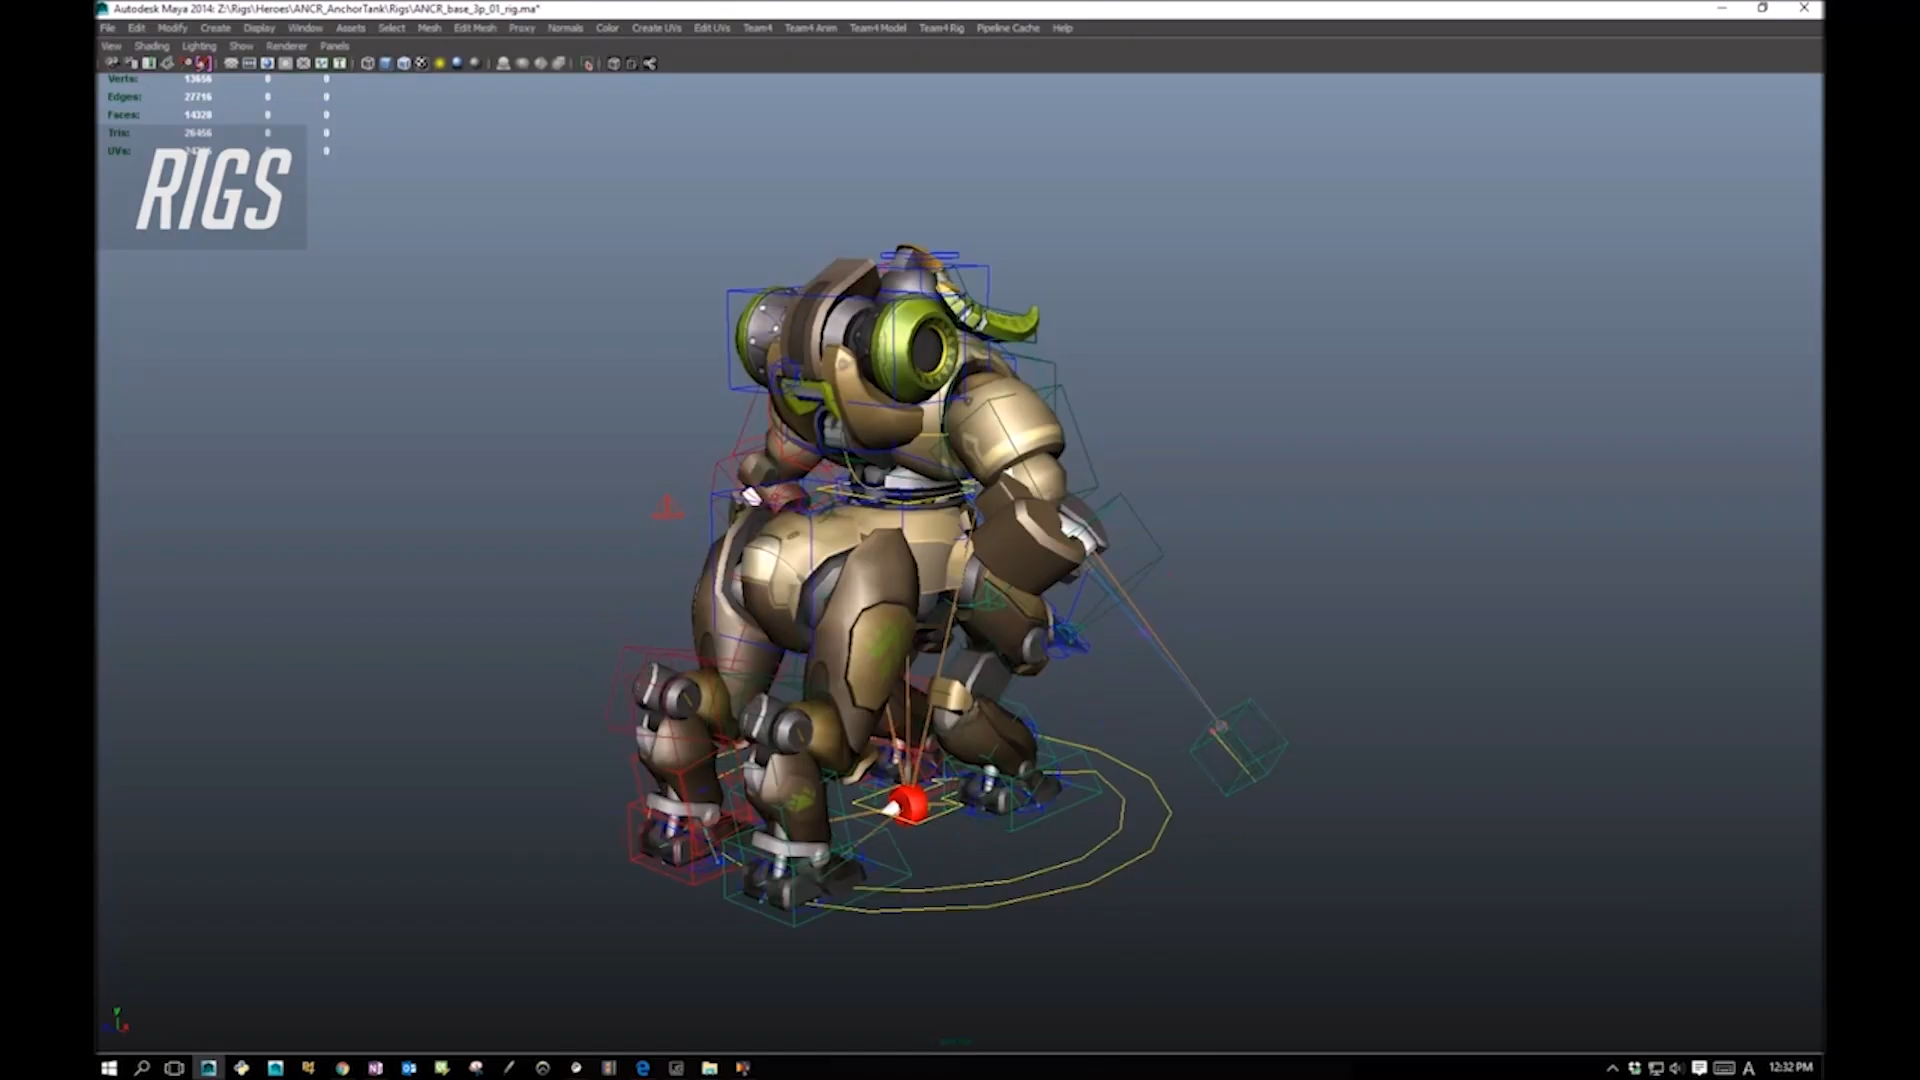 Autodesk Maya 2014: Z:\Rigs\Heroes\ANCR_AnchorTank\Rigs\ANCR_base_3p_01_rig.ma*
File Edit Modify Create Display Window Assets Select Mesh Edit Mesh Proxy Normals Color Create UVs Edit UVs Team4 Team4 Anim Team4 Model Team4 Rig Pipeline Cache Help
View Shading Lighting Show Renderer Panels
Verts: 13656 0 0
Edges: 27716 0 0
Faces: 14328 0 0
Tris: 26456 0 0
UVs: 0 0
RIGS
y
x
A 12:32 PM